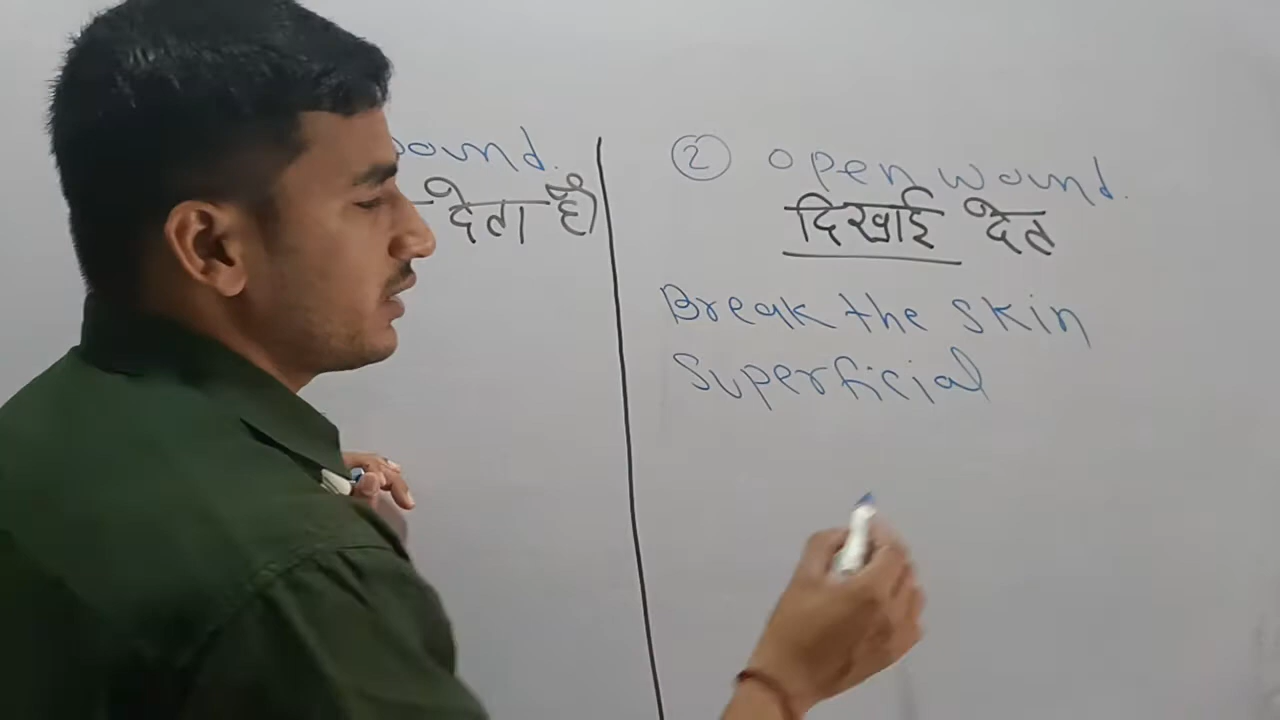 ound.
देता है
② open wound.
दिखाई देत
Break the skin
Superficial